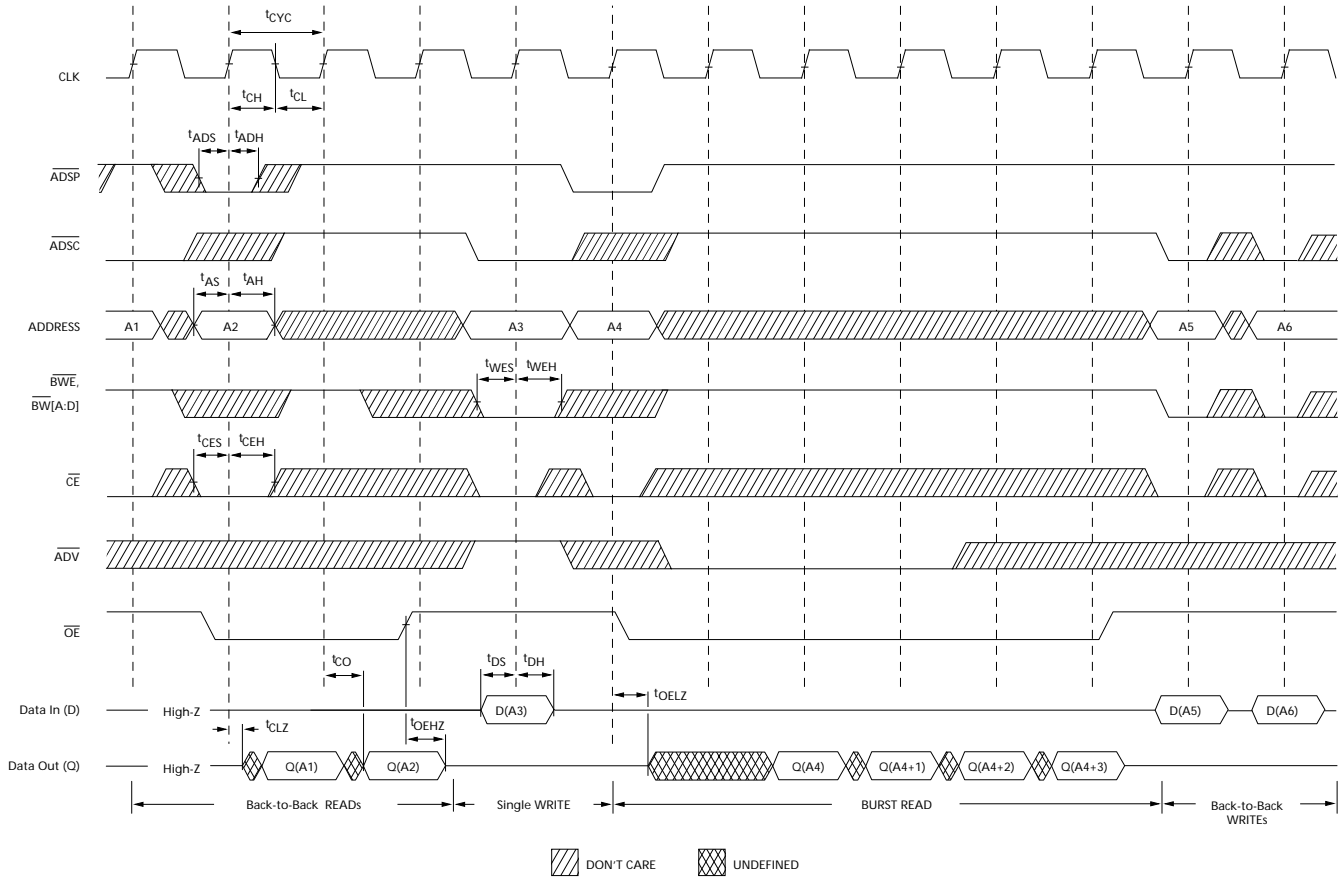 tCYC
CLK
tCH tCL
tADS tADH
ADSP
ADSC
tAS tAH
ADDRESS A1 A2 A3 A4 A5 A6
tWES tWEH
BWE,
BW[A:D]
tCES tCEH
CE
ADV
OE
tCO tDS tDH
tOELZ
Data In (D) High-Z D(A3) D(A5) D(A6)
tCLZ tOEHZ
Data Out (Q) High-Z Q(A1) Q(A2) Q(A4) Q(A4+1) Q(A4+2) Q(A4+3)
Back-to-Back READs Single WRITE BURST READ Back-to-Back
WRITEs
DON'T CARE UNDEFINED